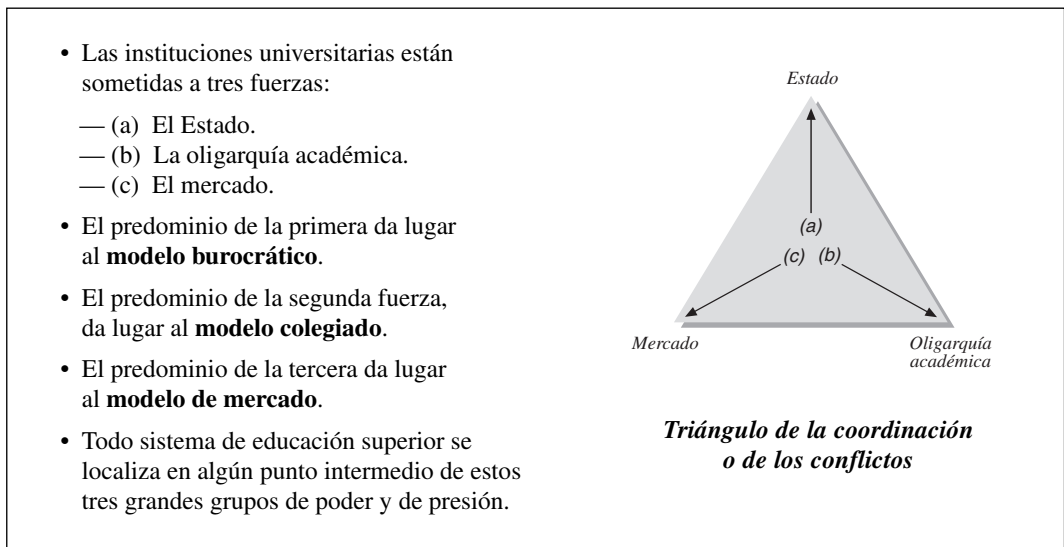 • Las instituciones universitarias están
sometidas a tres fuerzas:
— (a) El Estado.
— (b) La oligarquía académica.
— (c) El mercado.
• El predominio de la primera da lugar
al modelo burocrático.
• El predominio de la segunda fuerza,
da lugar al modelo colegiado.
• El predominio de la tercera da lugar
al modelo de mercado.
• Todo sistema de educación superior se
localiza en algún punto intermedio de estos
tres grandes grupos de poder y de presión.
Estado
(a)
(c) (b)
Mercado
Oligarquía
académica
Triángulo de la coordinación
o de los conflictos